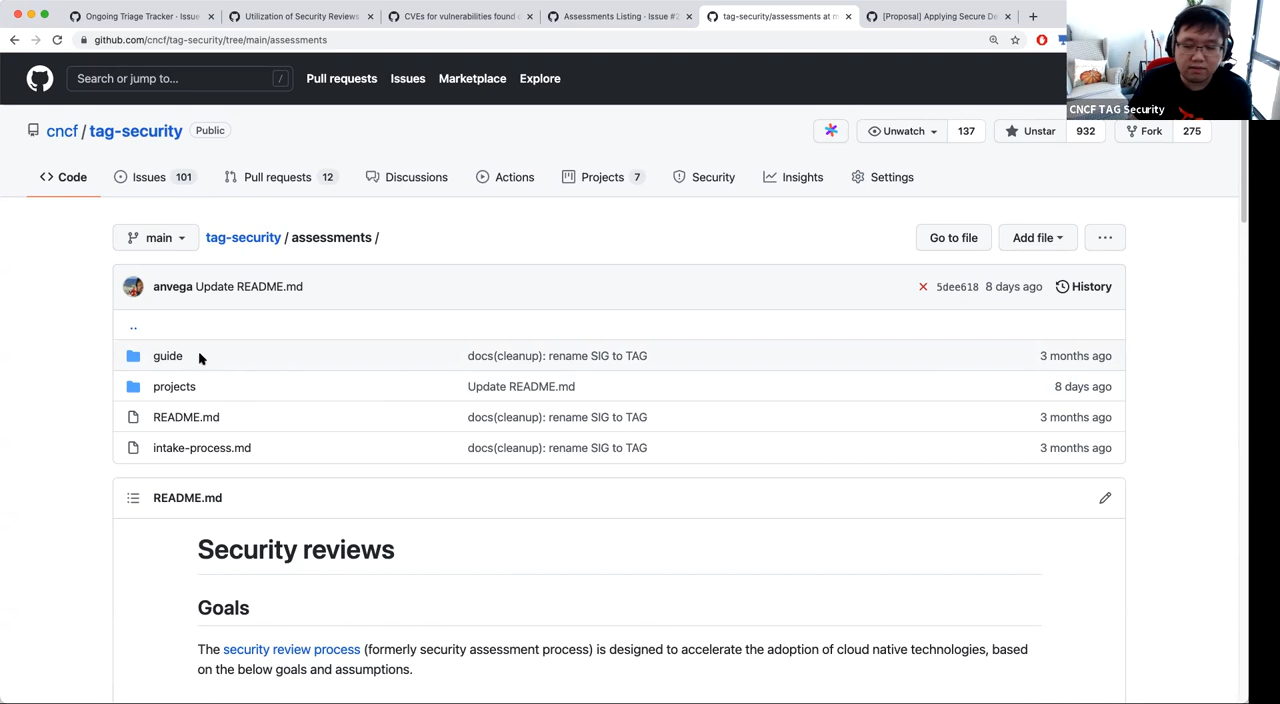 Ongoing Triage Tracker · Issue
Utilization of Security Reviews
CVEs for vulnerabilities found
Assessments Listing · Issue #2
tag-security/assessments at m
[Proposal] Applying Secure De
github.com/cncf/tag-security/tree/main/assessments
CNCF TAG Security
Search or jump to...
/
Pull requests
Issues
Marketplace
Explore
cncf / tag-security
Public
Unwatch
137
Unstar
932
Fork
275
Code
Issues 101
Pull requests 12
Discussions
Actions
Projects 7
Security
Insights
Settings
main
tag-security / assessments /
Go to file
Add file
...
anvega Update README.md
5dee618 8 days ago
History
..
guide
docs(cleanup): rename SIG to TAG
3 months ago
projects
Update README.md
8 days ago
README.md
docs(cleanup): rename SIG to TAG
3 months ago
intake-process.md
docs(cleanup): rename SIG to TAG
3 months ago
README.md
Security reviews
Goals
The security review process (formerly security assessment process) is designed to accelerate the adoption of cloud native technologies, based
on the below goals and assumptions.